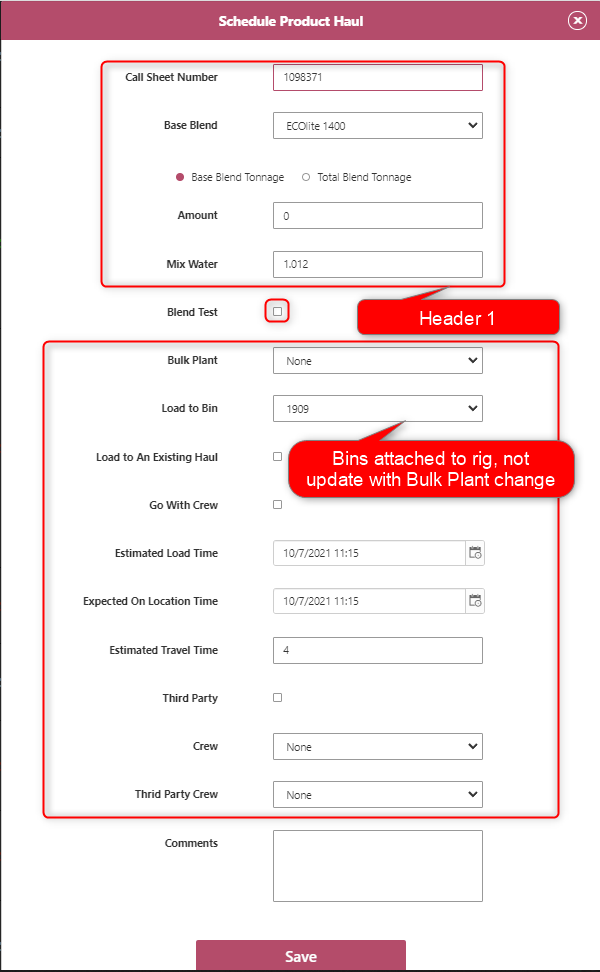 Schedule Product Haul
Call Sheet Number 1098371
Base Blend ECOlite 1400
Base Blend Tonnage Total Blend Tonnage
Amount 0
Mix Water 1.012
Blend Test
Header 1
Bulk Plant None
Load to Bin 1909
Load to An Existing Haul
Bins attached to rig, not
update with Bulk Plant change
Go With Crew
Estimated Load Time 10/7/2021 11:15
Expected On Location Time 10/7/2021 11:15
Estimated Travel Time 4
Third Party
Crew None
Thrid Party Crew None
Comments
Save